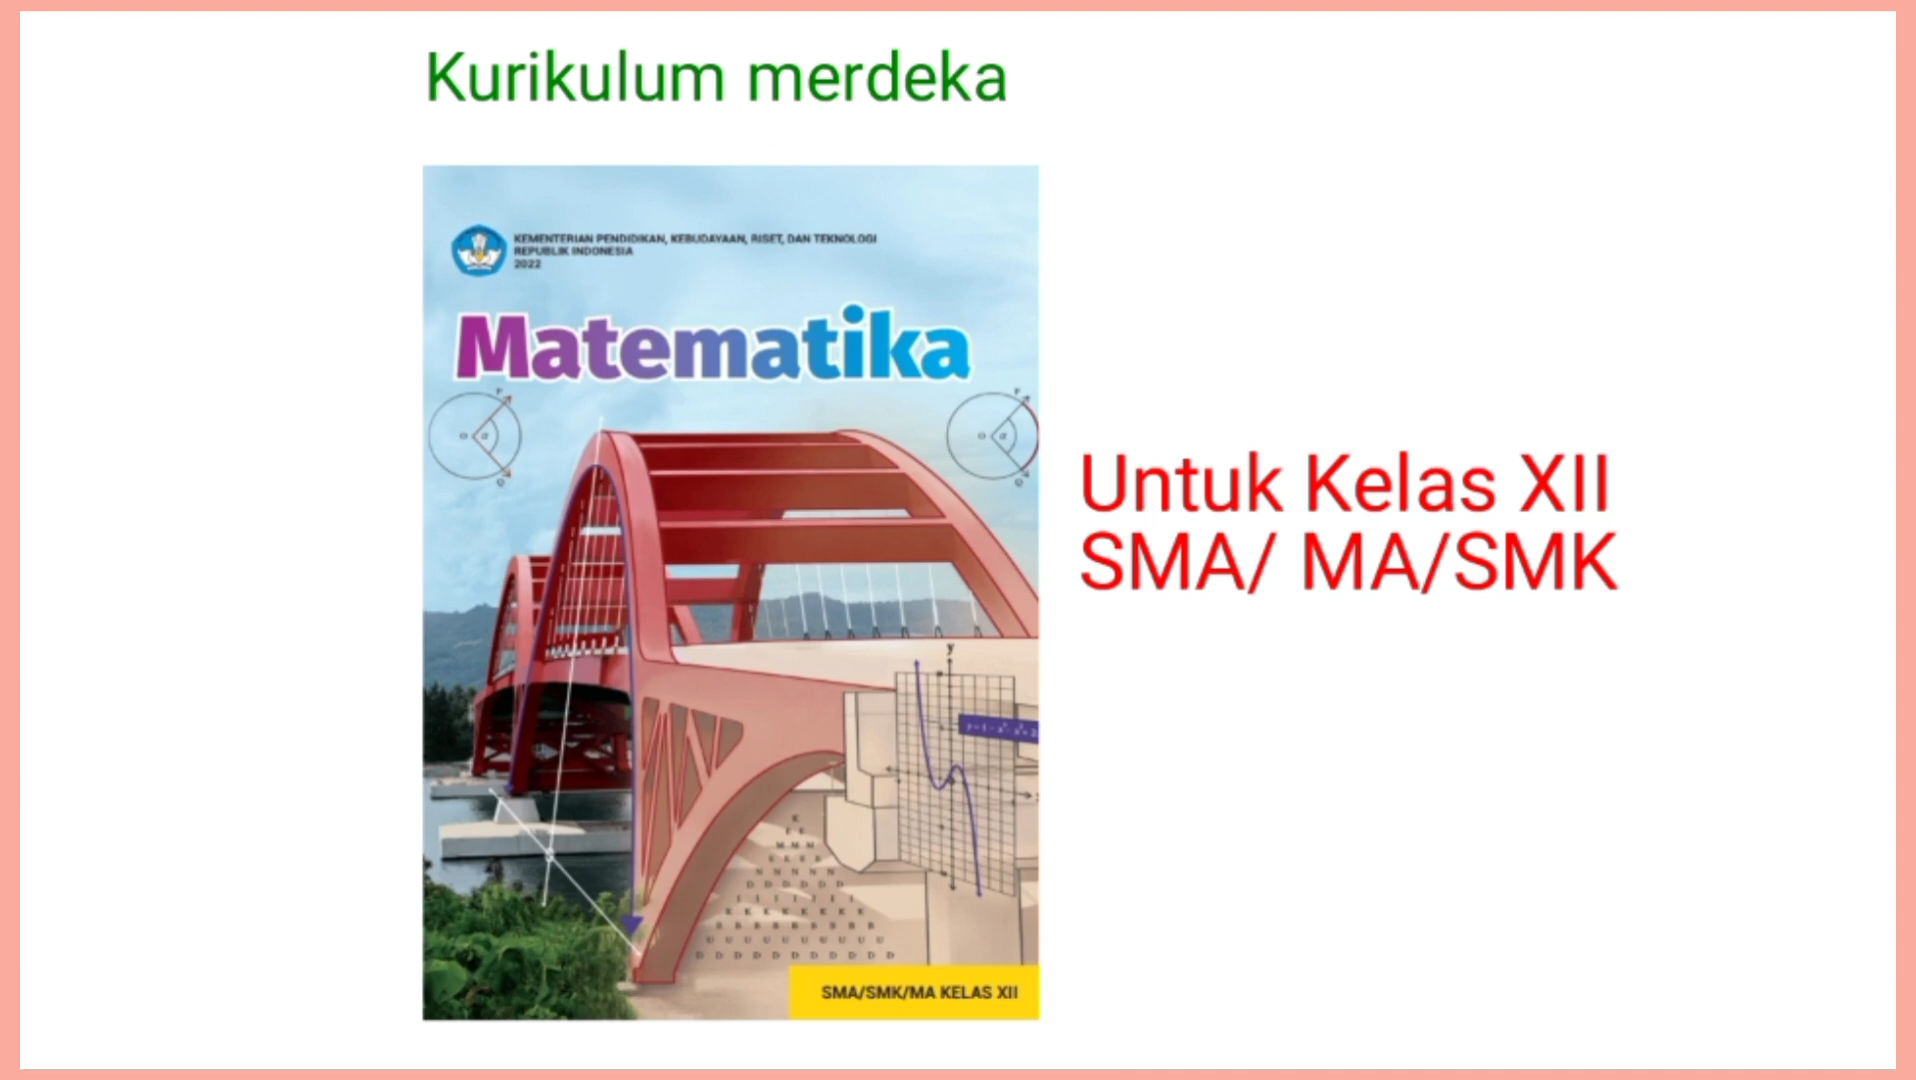 Kurikulum merdeka
KEMENTERIAN PENDIDIKAN, KEBUDAYAAN, RISET, DAN TEKNOLOGI
REPUBLIK INDONESIA
2022
Matematika
P
O α
Q
P
O α
Q
Untuk Kelas XII
SMA/ MA/SMK
y
K
E E
M M M
E E E E
N N N N N
D D D D D D
I I I I I I I
K K K K K K K K
B B B B B B B B B
U U U U U U U U U U
D D D D D D D D D D D
SMA/SMK/MA KELAS XII